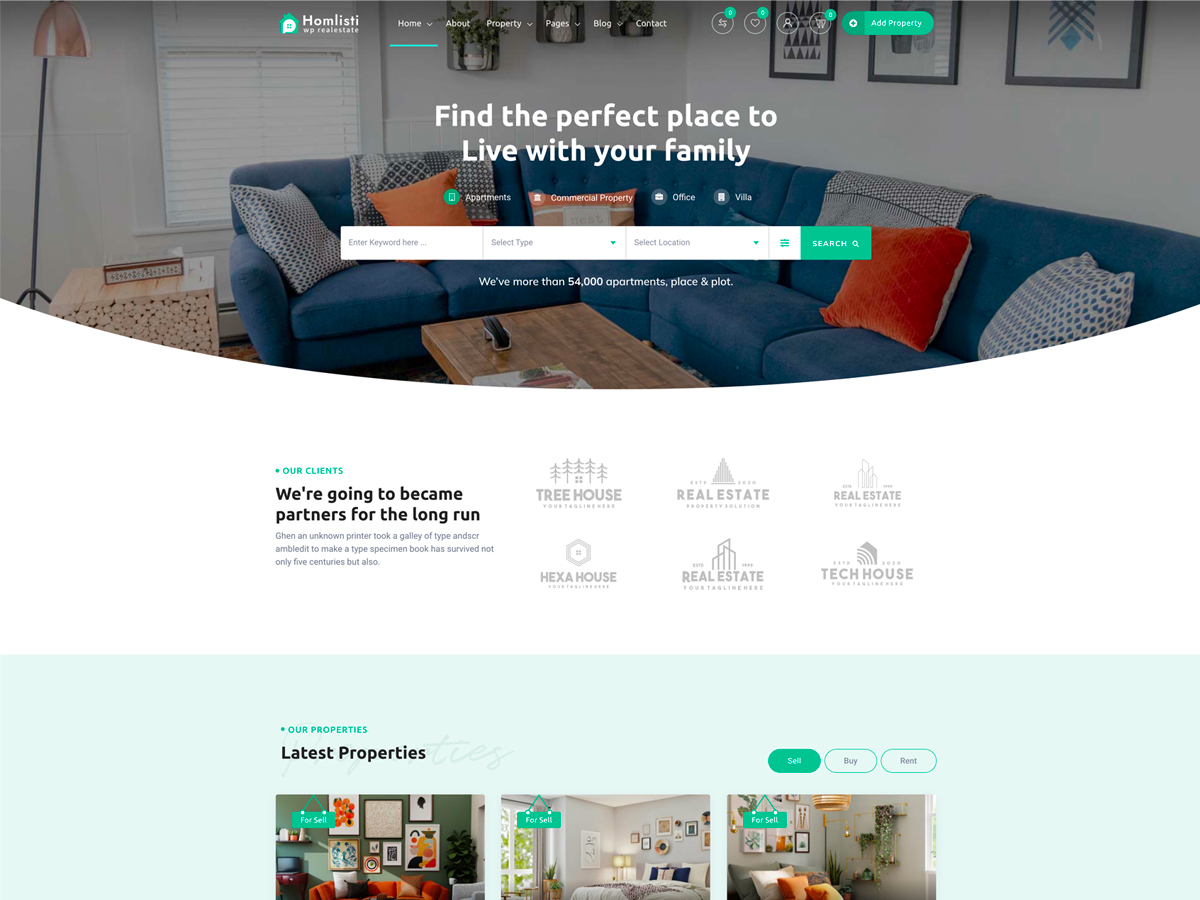 Homlisti
wp realestate
Home
About
Property
Pages
Blog
Contact
0
0
0
Add Property
Find the perfect place to
Live with your family
Apartments
Commercial Property
Office
Villa
Enter Keyword here ...
Select Type
Select Location
SEARCH
We've more than 54,000 apartments, place & plot.
OUR CLIENTS
We're going to became
partners for the long run
Ghen an unknown printer took a galley of type andscr
ambledit to make a type specimen book has survived not
only five centuries but also.
TREE HOUSE
YOUR TAGLINE HERE
ESTD 2020
REAL ESTATE
PROPERTY SOLUTION
ESTD 1999
REAL ESTATE
YOUR TAGLINE HERE
HEXA HOUSE
YOUR TAGLINE HERE
ESTD 1999
REAL ESTATE
YOUR TAGLINE HERE
ESTD 2020
TECH HOUSE
YOUR TAGLINE HERE
OUR PROPERTIES
Properties
Latest Properties
Sell
Buy
Rent
For Sell
For Sell
For Sell